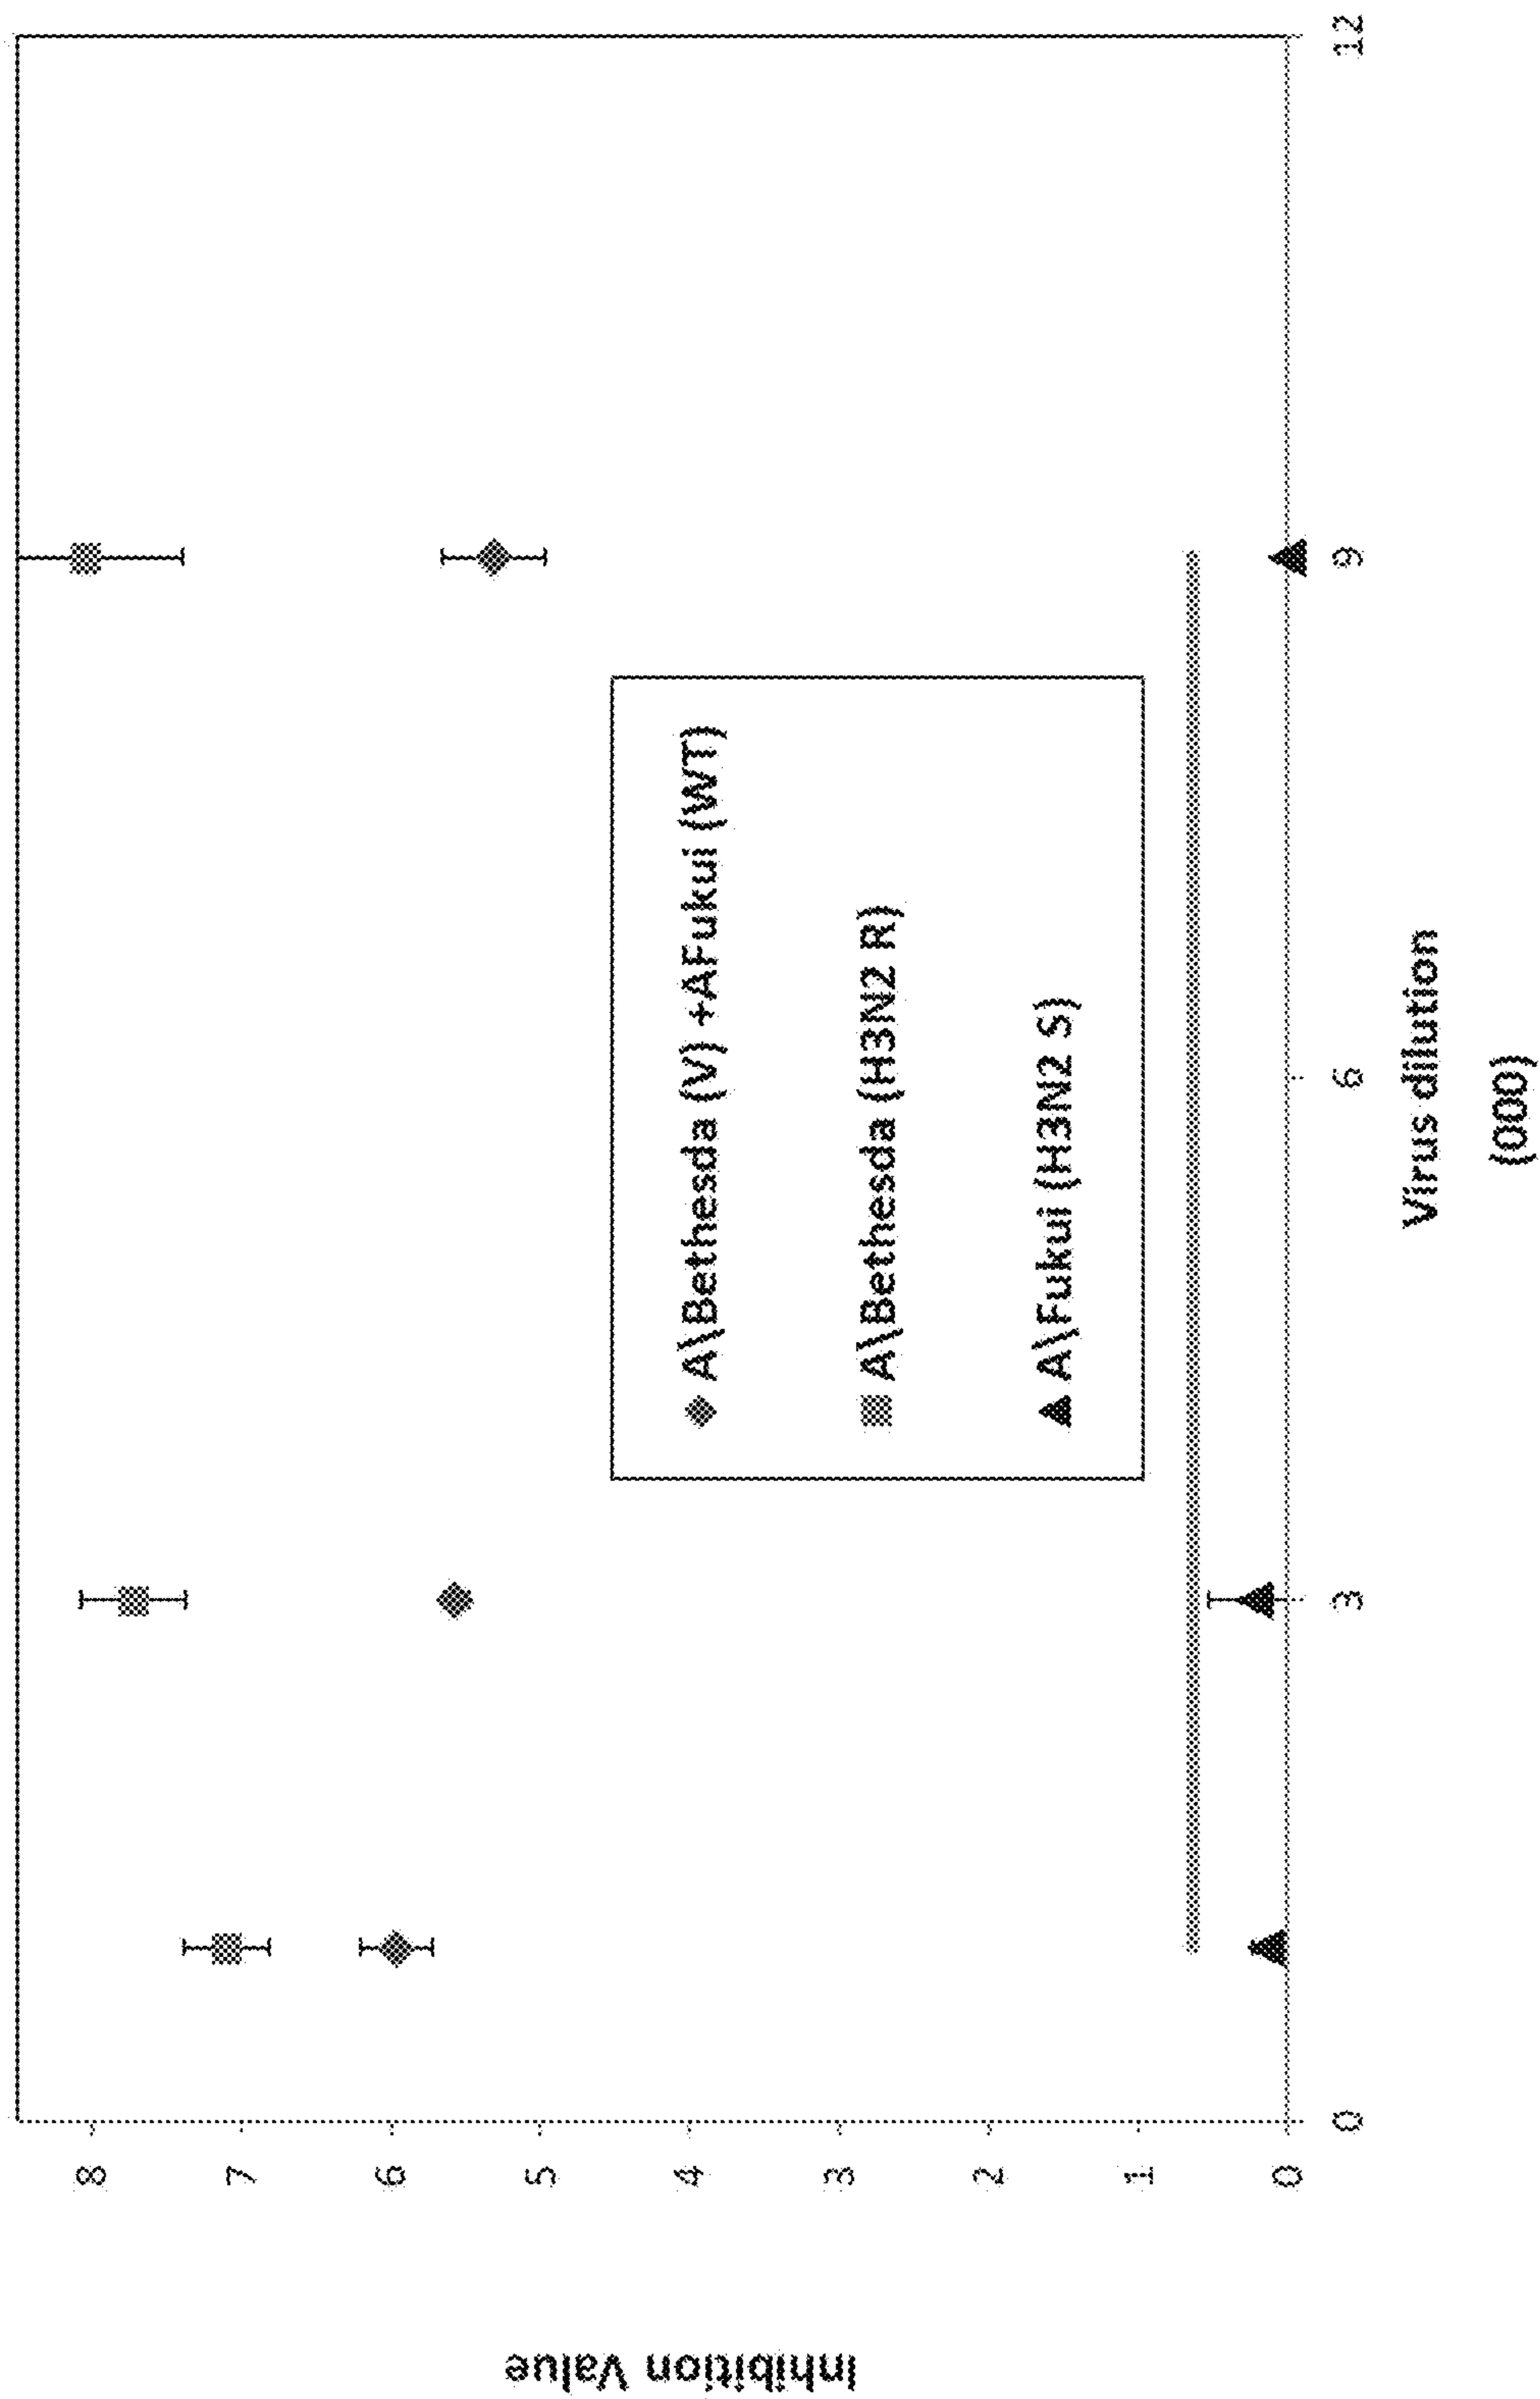 Inhibition Value
8
7
6
5
4
3
2
1
0
A\Bethesda (V) +AFukui (WT)
A\Bethesda (H3N2 R)
A\Fukui (H3N2 S)
0 3 6 9 12
Virus dilution
(000)